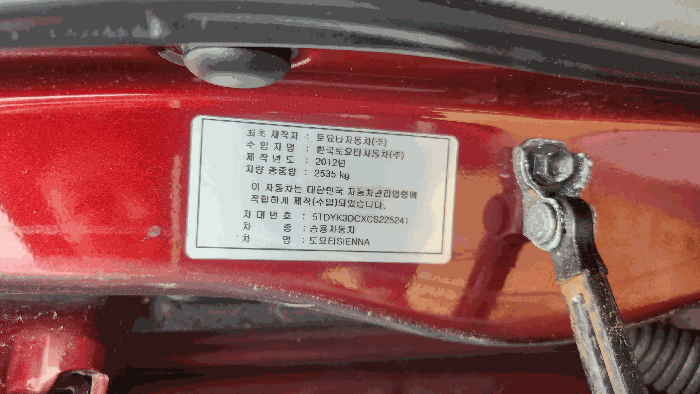 최초 제작자 : 토요타자동차(주)
수 입 자 명 : 한국토요타자동차(주)
제 작 년 도 : 2012년
차량 총중량 : 2535 kg
이 자동차는 대한민국 자동차관리법령에
적합하게 제작(수입)되었습니다.
차 대 번 호 : 5TDYK3DCXCS225241
차 종 : 승용자동차
차 명 : 토요타SIENNA